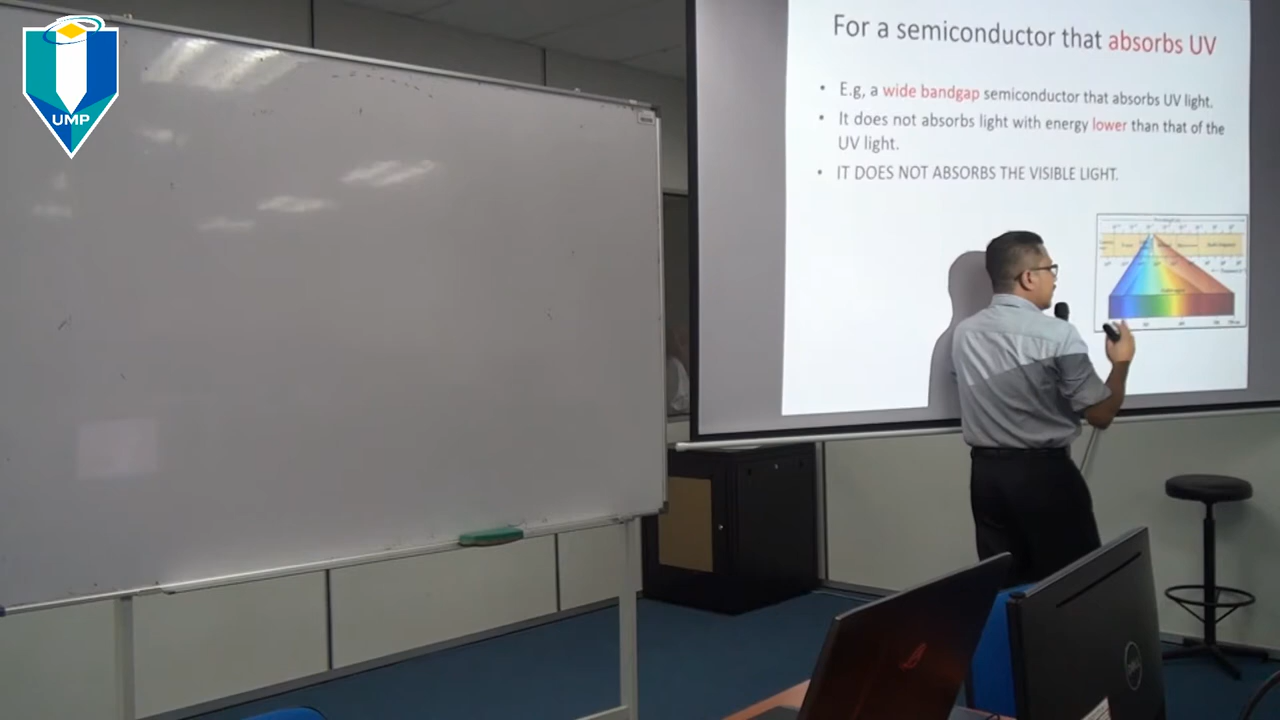 UMP
For a semiconductor that absorbs UV
• E.g, a wide bandgap semiconductor that absorbs UV light.
• It does not absorbs light with energy lower than that of the
UV light.
• IT DOES NOT ABSORBS THE VISIBLE LIGHT.
DELL